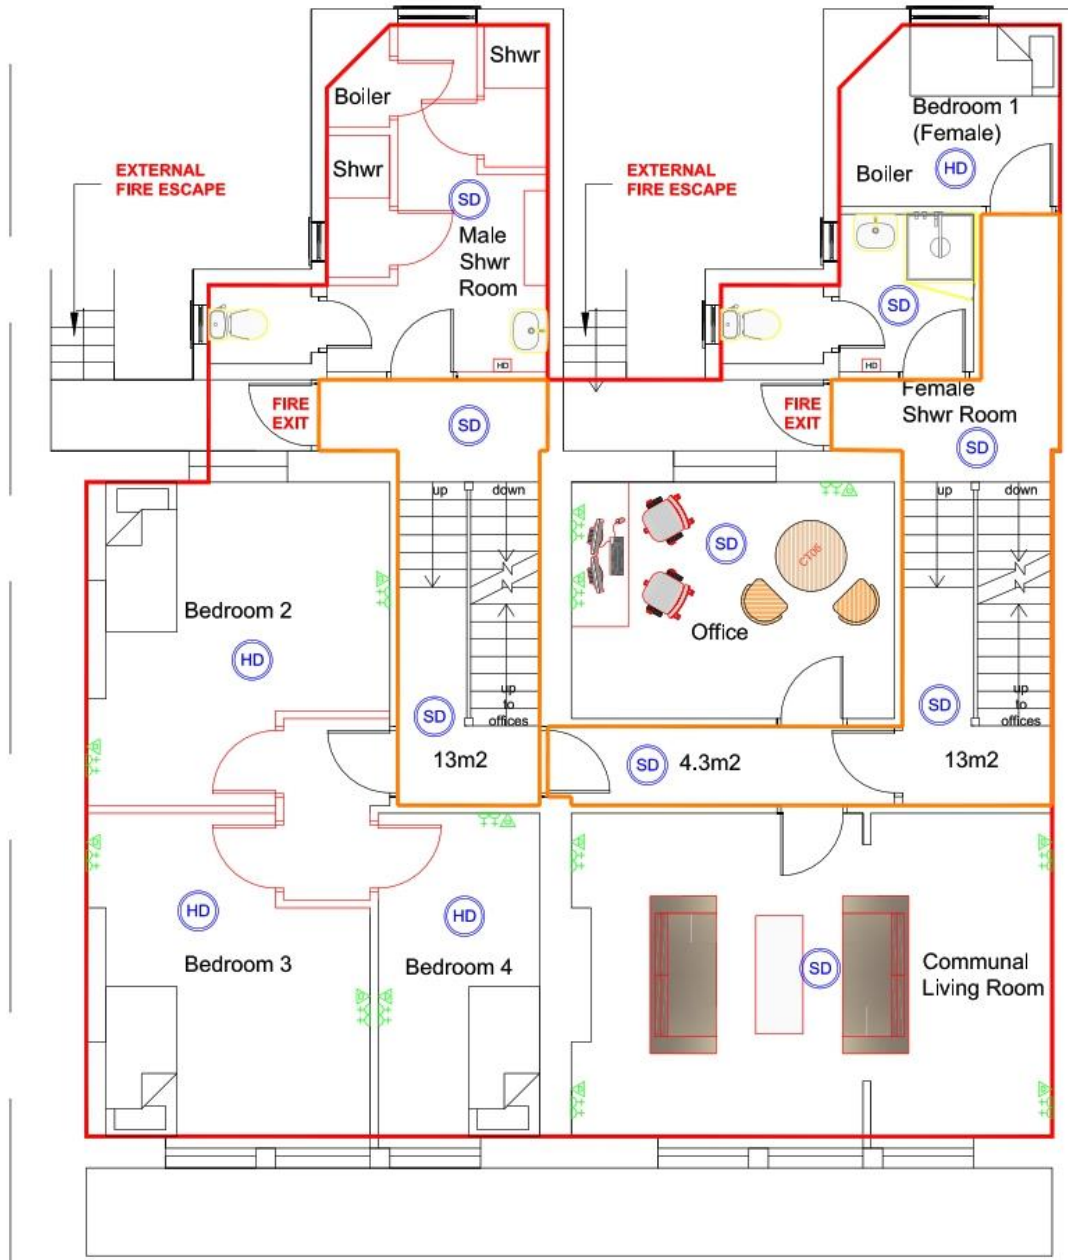 Shwr
Boiler
Bedroom 1
(Female)
EXTERNAL
FIRE ESCAPE
Shwr
EXTERNAL
FIRE ESCAPE
HD
Boiler
SD
Male
Shwr
Room
SD
HD
HD
Female
Shwr Room
FIRE
EXIT
SD
FIRE
EXIT
SD
up
down
up
down
SD
CT06
Bedroom 2
Office
HD
up
to
offices
up
to
offices
SD
SD
13m2
SD
4.3m2
13m2
HD
HD
Bedroom 3
Bedroom 4
SD
Communal
Living Room